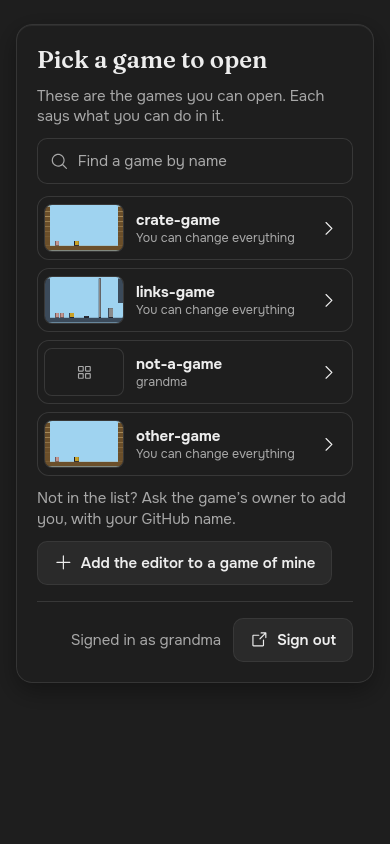 Pick a game to open
These are the games you can open. Each
says what you can do in it.
Find a game by name
crate-game
You can change everything
links-game
You can change everything
not-a-game
grandma
other-game
You can change everything
Not in the list? Ask the game’s owner to add
you, with your GitHub name.
Add the editor to a game of mine
Signed in as grandma
Sign out